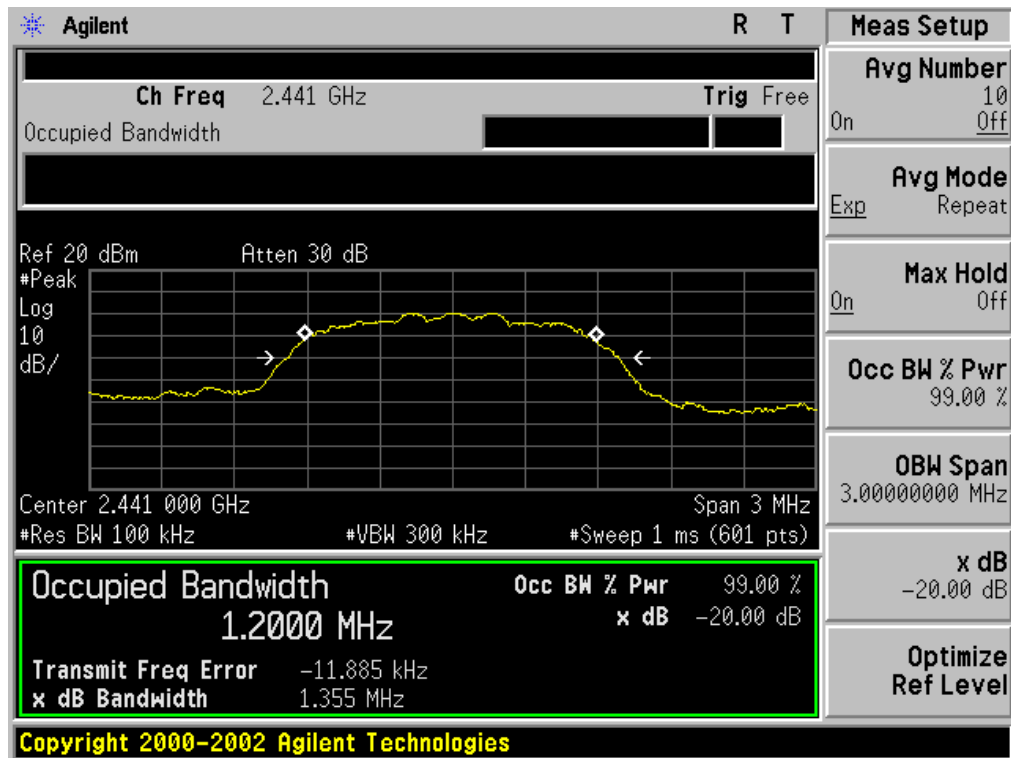 Agilent R T
Ch Freq 2.441 GHz Trig Free
Occupied Bandwidth
Ref 20 dBm Atten 30 dB
#Peak
Log
10
dB/
Center 2.441 000 GHz Span 3 MHz
#Res BW 100 kHz #VBW 300 kHz #Sweep 1 ms (601 pts)
Occupied Bandwidth Occ BW % Pwr 99.00 %
1.2000 MHz x dB -20.00 dB
Transmit Freq Error -11.885 kHz
x dB Bandwidth 1.355 MHz
Copyright 2000-2002 Agilent Technologies
Meas Setup
Avg Number
10
On Off
Avg Mode
Exp Repeat
Max Hold
On Off
Occ BW % Pwr
99.00 %
OBW Span
3.00000000 MHz
x dB
-20.00 dB
Optimize
Ref Level